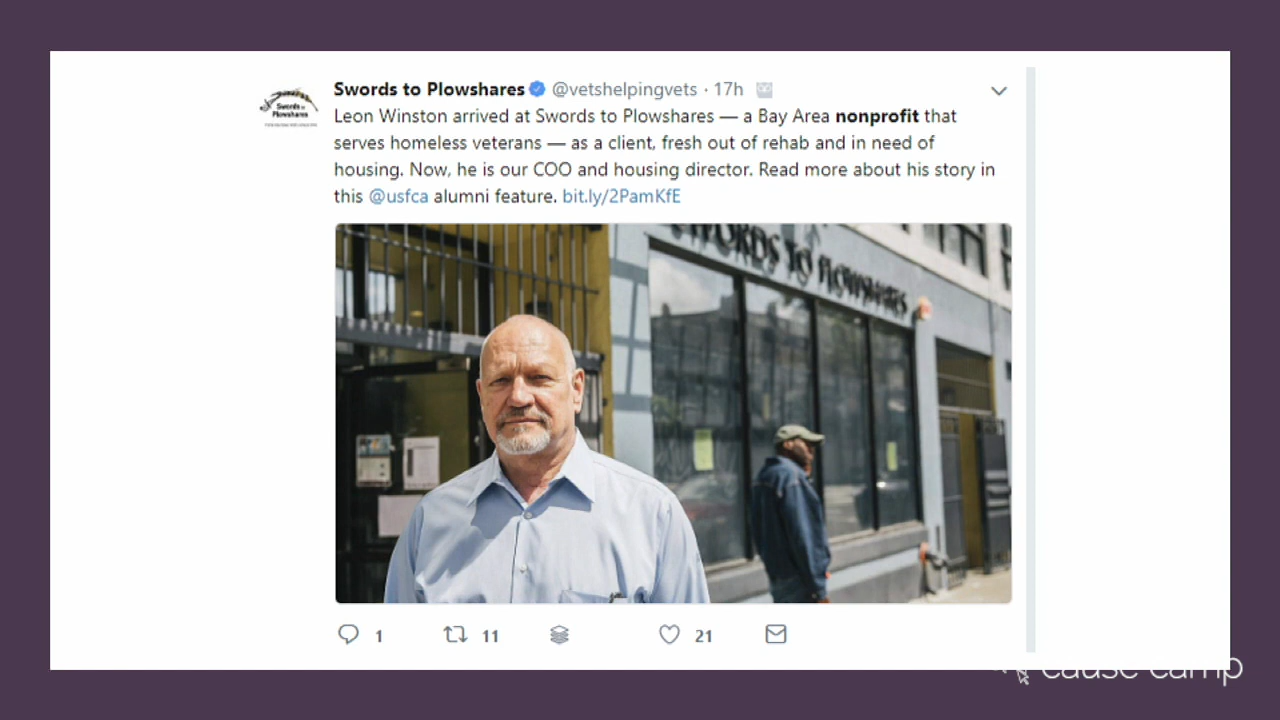 Swords to Plowshares @vetshelpingvets · 17h
Swords to
Plowshares
Leon Winston arrived at Swords to Plowshares — a Bay Area nonprofit that
serves homeless veterans — as a client, fresh out of rehab and in need of
housing. Now, he is our COO and housing director. Read more about his story in
this @usfca alumni feature. bit.ly/2PamKfE
SWORDS TO PLOWSHARES
1 11 21
cause camp